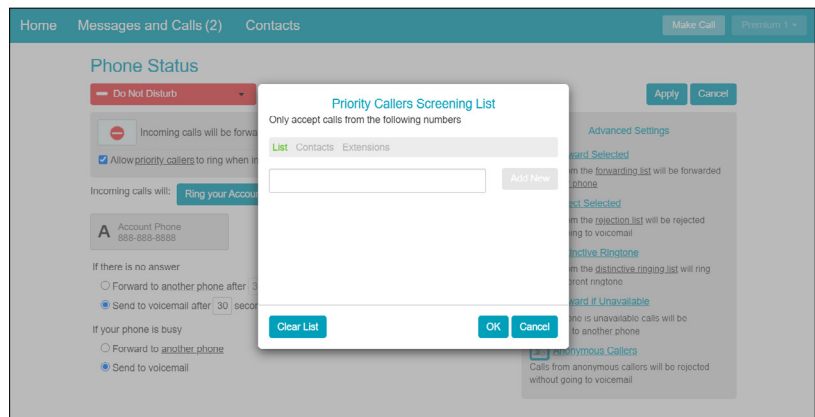 Home Messages and Calls (2) Contacts Make Call Premium 1
Phone Status
Do Not Disturb
Apply Cancel
Incoming calls will be forwa
Allow priority callers to ring when in
Incoming calls will: Ring your Accour
A Account Phone
888-888-8888
If there is no answer
Forward to another phone after 3
Send to voicemail after 30 secor
If your phone is busy
Forward to another phone
Send to voicemail
Priority Callers Screening List
Only accept calls from the following numbers
List Contacts Extensions
Add New
Clear List OK Cancel
Advanced Settings
ward Selected
m the forwarding list will be forwarded
phone
ect Selected
m the rejection list will be rejected
ing to voicemail
inctive Ringtone
m the distinctive ringing list will ring
erent ringtone
ward if Unavailable
one is unavailable calls will be
to another phone
Anonymous Callers
Calls from anonymous callers will be rejected
without going to voicemail